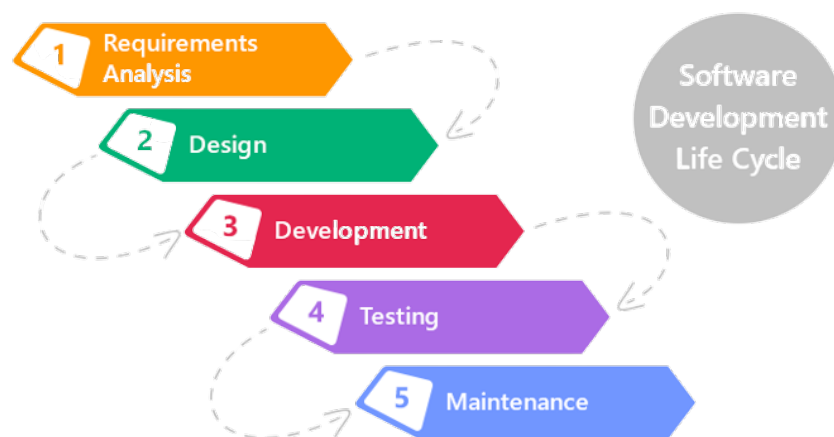 1
Requirements
Analysis
2
Design
3
Development
4
Testing
5
Maintenance
Software
Development
Life Cycle